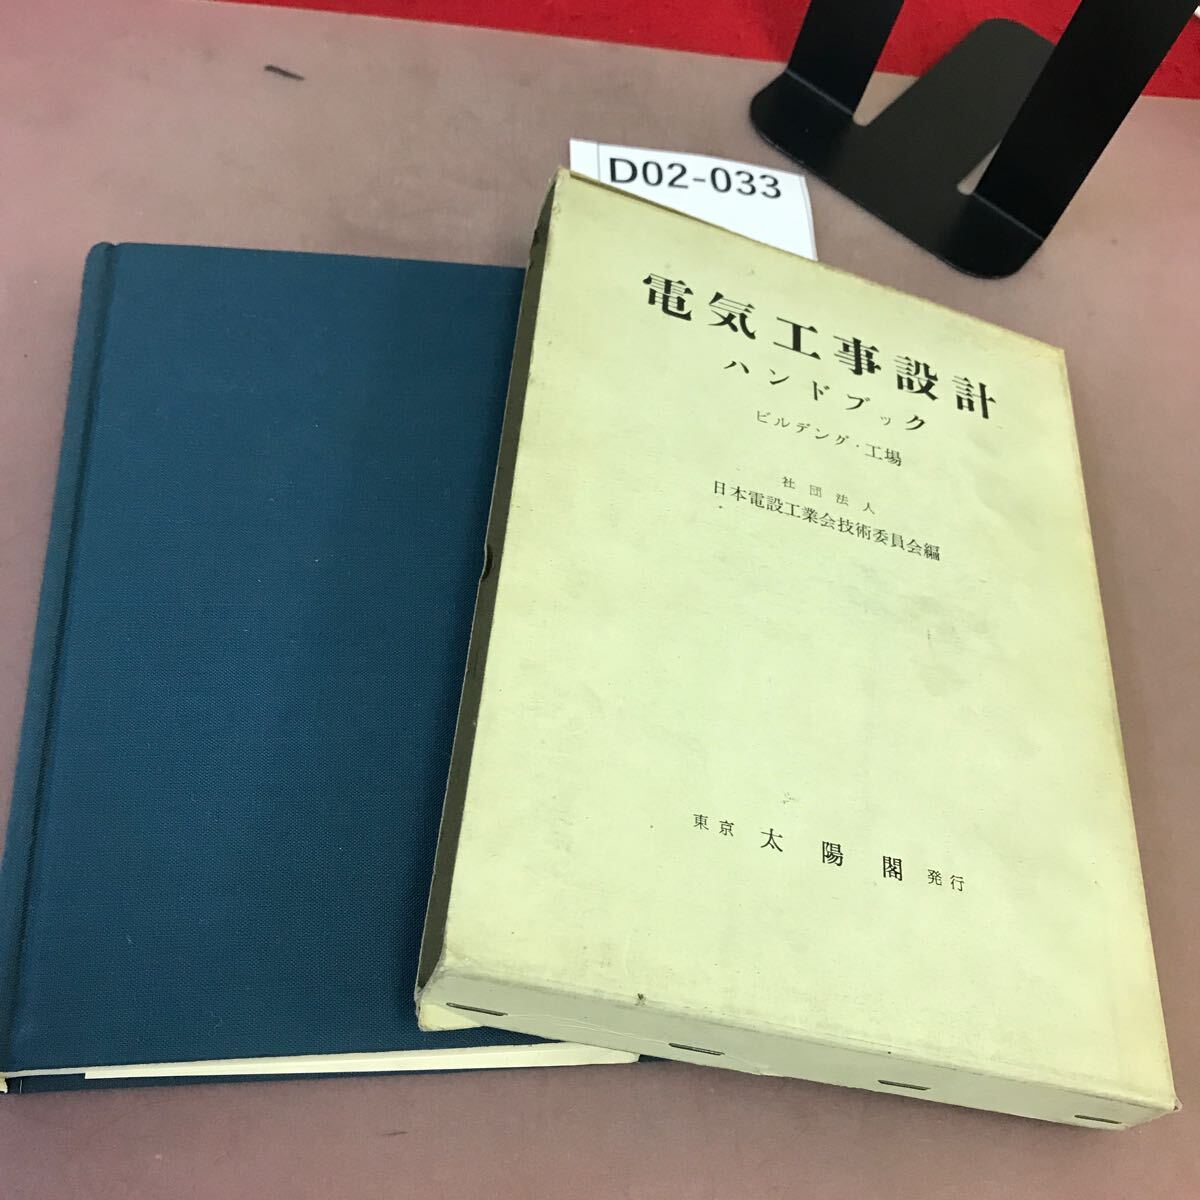 D02-033
電気工事設計
ハンドブック
ビルデング・工場
社団法人
日本電設工業会技術委員会編
東京 太陽閣 発行